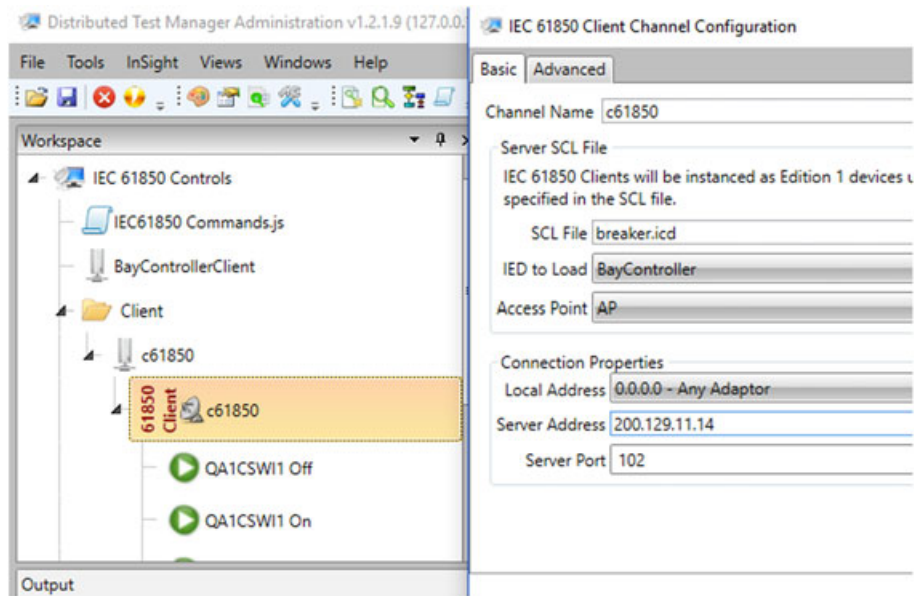 Distributed Test Manager Administration v1.2.1.9 (127.0.0.
File Tools InSight Views Windows Help
Workspace
IEC 61850 Controls
IEC61850 Commands.js
BayControllerClient
Client
c61850
61850
Client
c61850
QA1CSWI1 Off
QA1CSWI1 On
Output
IEC 61850 Client Channel Configuration
Basic Advanced
Channel Name c61850
Server SCL File
IEC 61850 Clients will be instanced as Edition 1 devices u
specified in the SCL file.
SCL File breaker.icd
IED to Load BayController
Access Point AP
Connection Properties
Local Address 0.0.0.0 - Any Adaptor
Server Address 200.129.11.14
Server Port 102